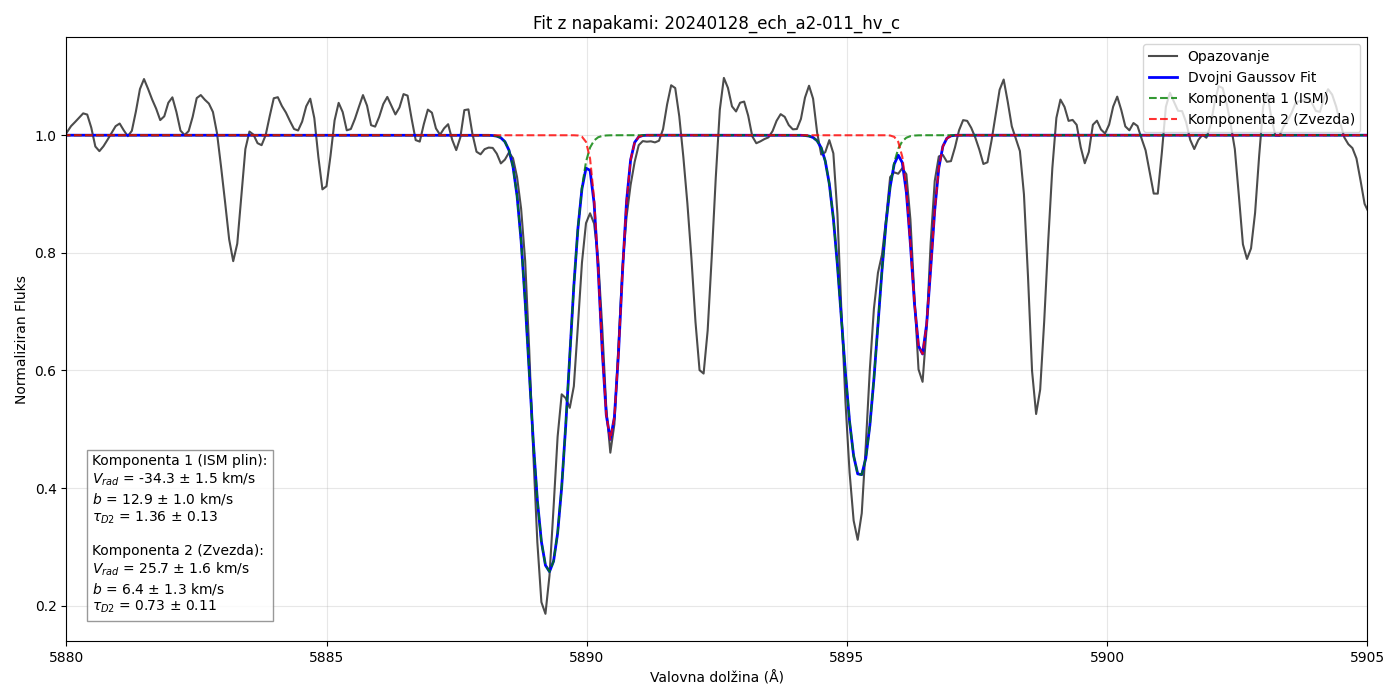 Fit z napakami: 20240128_ech_a2-011_hv_c
Opazovanje
Dvojni Gaussov Fit
Komponenta 1 (ISM)
Komponenta 2 (Zvezda)
Normaliziran Fluks
1.0
0.8
0.6
0.4
0.2
Komponenta 1 (ISM plin):
V_rad = -34.3 ± 1.5 km/s
b = 12.9 ± 1.0 km/s
τ_D2 = 1.36 ± 0.13
Komponenta 2 (Zvezda):
V_rad = 25.7 ± 1.6 km/s
b = 6.4 ± 1.3 km/s
τ_D2 = 0.73 ± 0.11
5880 5885 5890 5895 5900 5905
Valovna dolžina (Å)